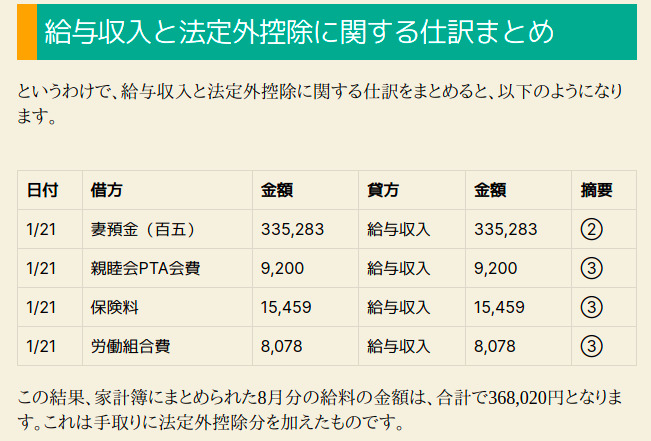 給与収入と法定外控除に関する仕訳まとめ
というわけで、給与収入と法定外控除に関する仕訳をまとめると、以下のようになり
ます。
日付 借方 金額 貸方 金額 摘要
1/21 妻預金（百五） 335,283 給与収入 335,283 ②
1/21 親睦会PTA会費 9,200 給与収入 9,200 ③
1/21 保険料 15,459 給与収入 15,459 ③
1/21 労働組合費 8,078 給与収入 8,078 ③
この結果、家計簿にまとめられた8月分の給料の金額は、合計で368,020円となりま
す。これは手取りに法定外控除分を加えたものです。